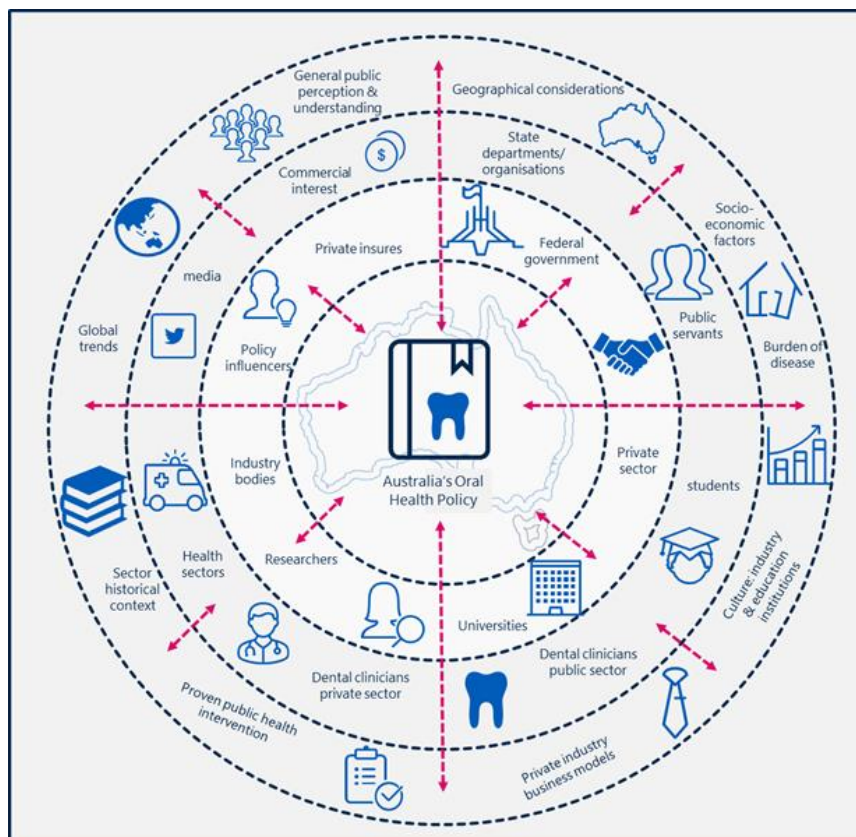 General public
perception &
understanding
Geographical considerations
Commercial
interest
$
State
departments/
organisations
Socio-
economic
factors
Private insures
Federal
government
media
Public
servants
Global
trends
Policy
influencers
Burden of
disease
Industry
bodies
Australia's Oral
Health Policy
Private
sector
students
Researchers
Health
sectors
Sector
historical
context
Universities
Culture: industry
& education
institutions
Dental clinicians
private sector
Dental clinicians
public sector
Proven public health
intervention
Private industry
business models